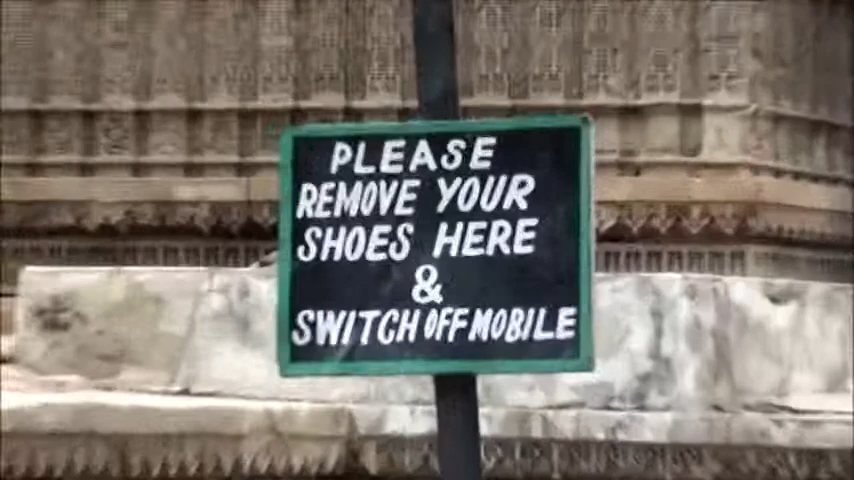 PLEASE
REMOVE YOUR
SHOES HERE
&
SWITCH OFF MOBILE